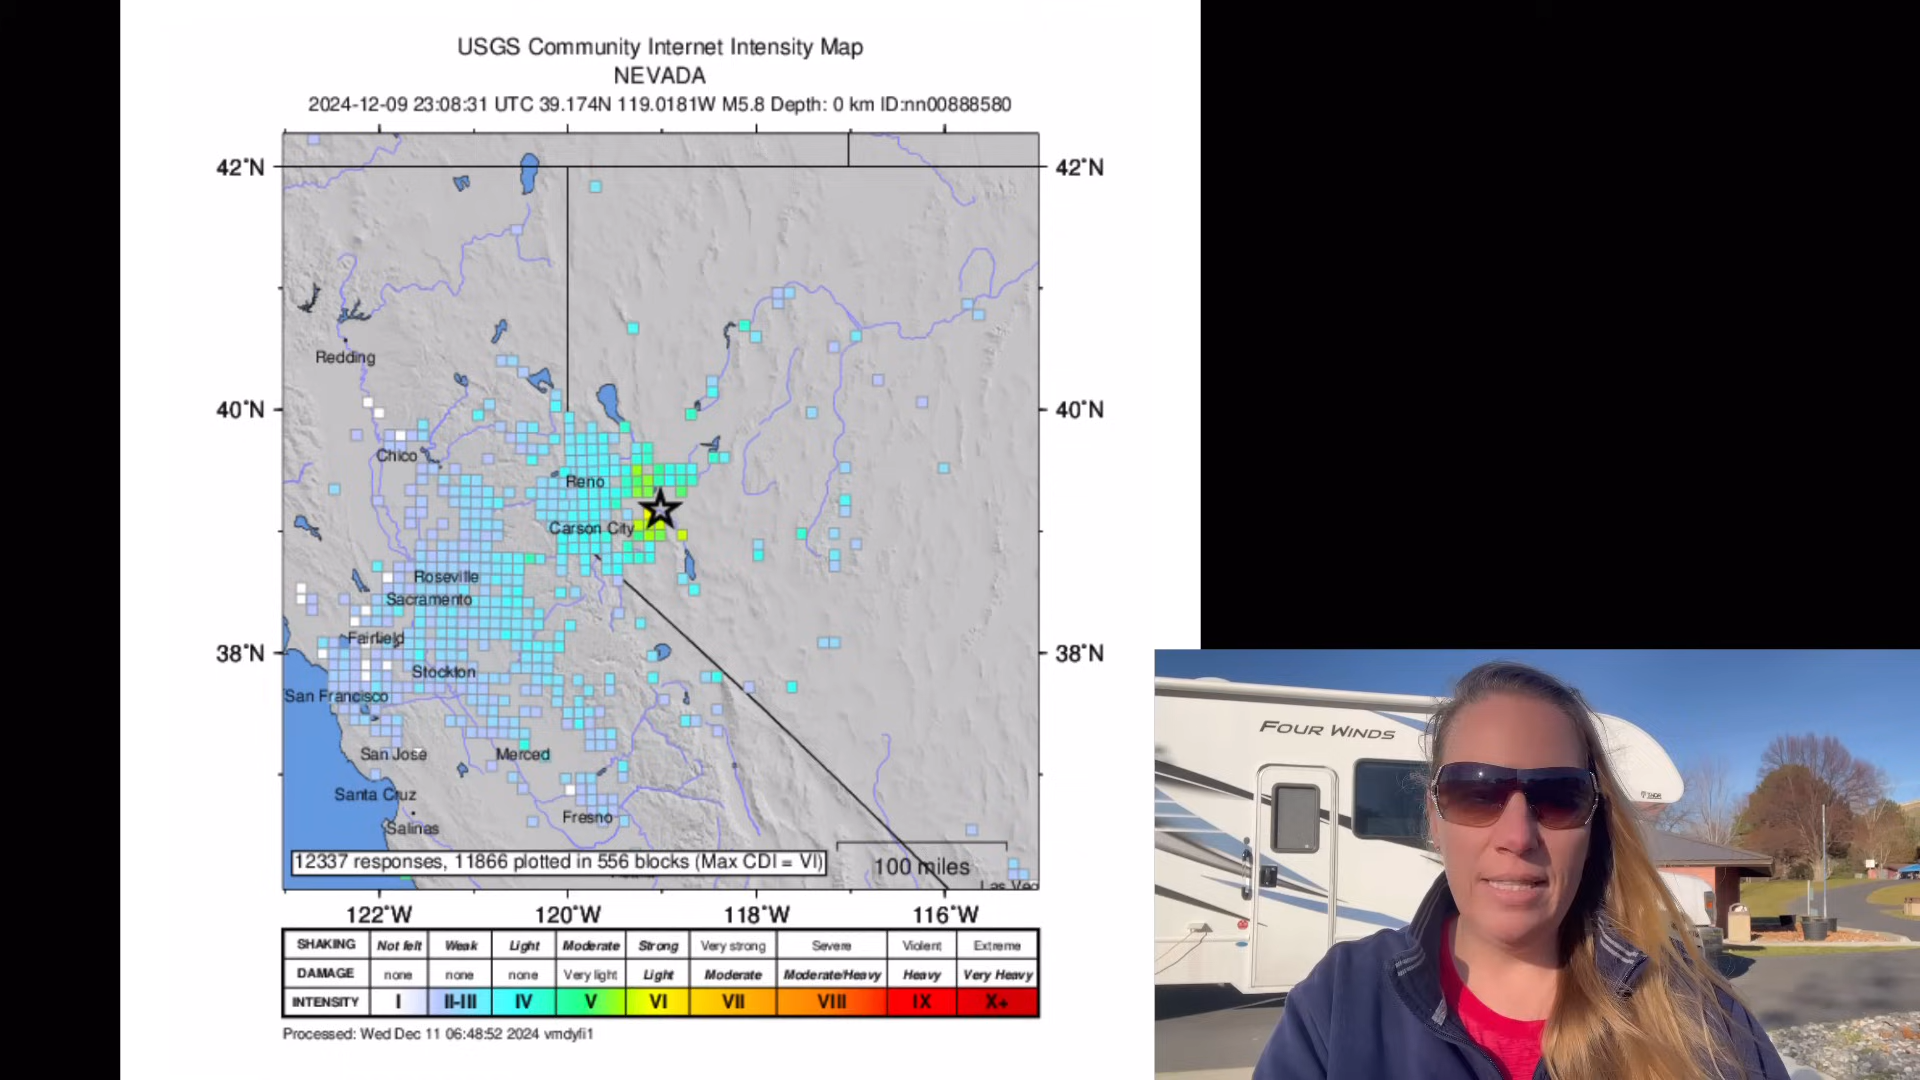 USGS Community Internet Intensity Map
NEVADA
2024-12-09 23:08:31 UTC 39.174N 119.0181W M5.8 Depth: 0 km ID:nn00888580
42°N
42°N
Redding
40°N
40°N
Chico
Reno
Carson City
Roseville
Sacramento
Fairfield
38°N
38°N
Stockton
San Francisco
San Jose
Merced
Santa Cruz
Fresno
Salinas
12337 responses, 11866 plotted in 556 blocks (Max CDI = VI)
100 miles
Las Veg
122°W 120°W 118°W 116°W
SHAKING Not felt Weak Light Moderate Strong Very strong Severe Violent Extreme
DAMAGE none none none Very light Light Moderate Moderate/Heavy Heavy Very Heavy
INTENSITY I II-III IV V VI VII VIII IX X+
Processed: Wed Dec 11 06:48:52 2024 vmdyfi1
FOUR WINDS
THOR